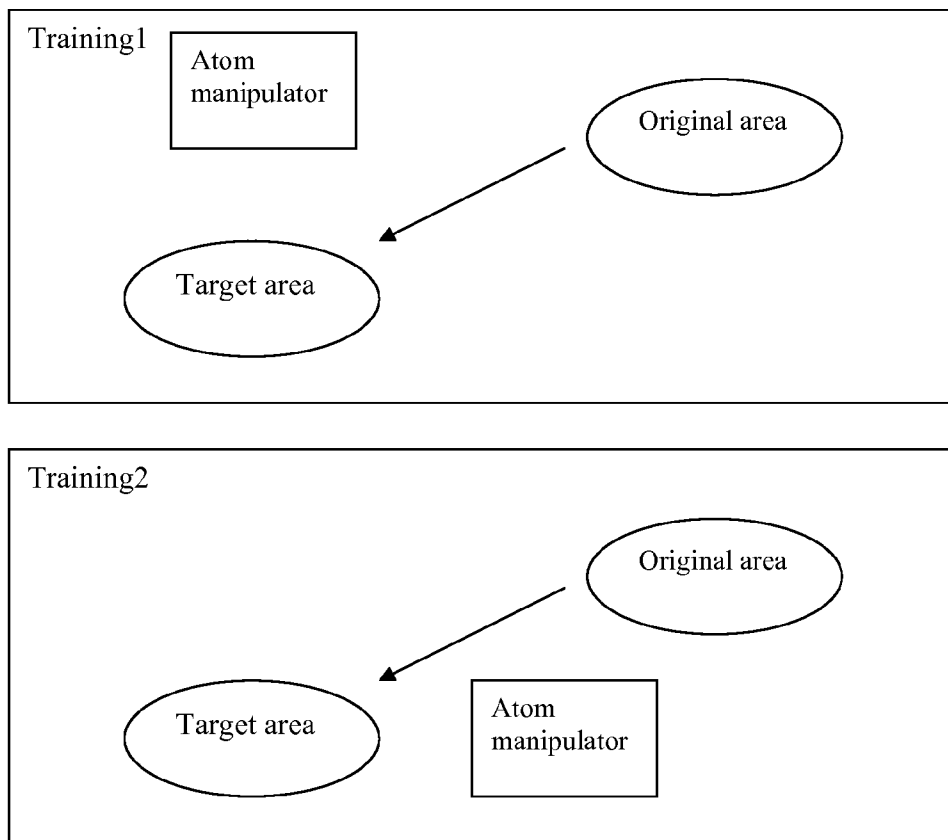 Training1
Atom
manipulator
Original area
Target area
Training2
Original area
Target area
Atom
manipulator